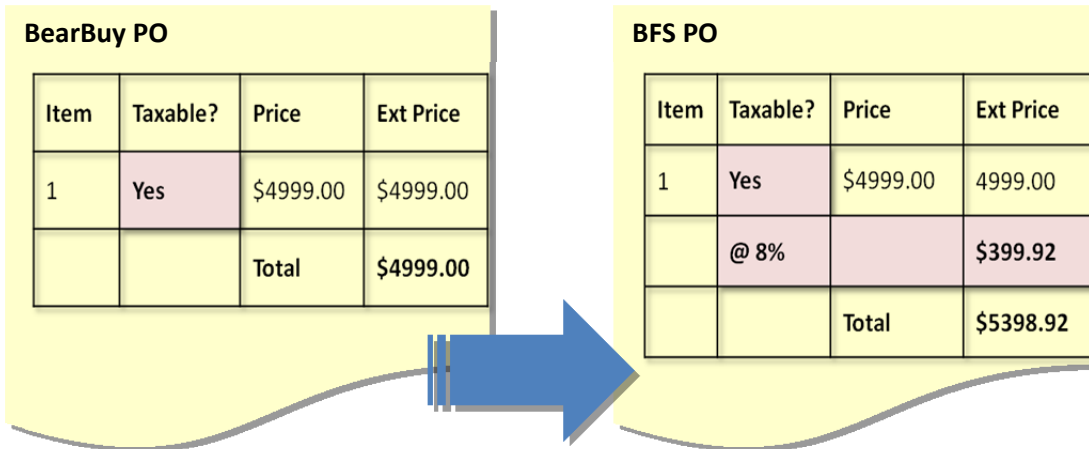 BearBuy PO
Item Taxable? Price Ext Price
1 Yes $4999.00 $4999.00
Total $4999.00
BFS PO
Item Taxable? Price Ext Price
1 Yes $4999.00 4999.00
@ 8% $399.92
Total $5398.92